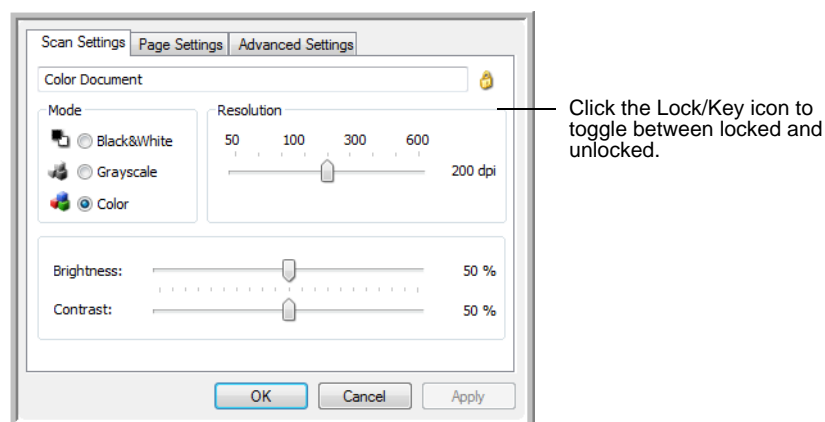 Scan Settings Page Settings Advanced Settings
Color Document
Mode
Black&White
Grayscale
Color
Resolution
50 100 300 600
200 dpi
Brightness: 50 %
Contrast: 50 %
OK Cancel Apply
Click the Lock/Key icon to
toggle between locked and
unlocked.